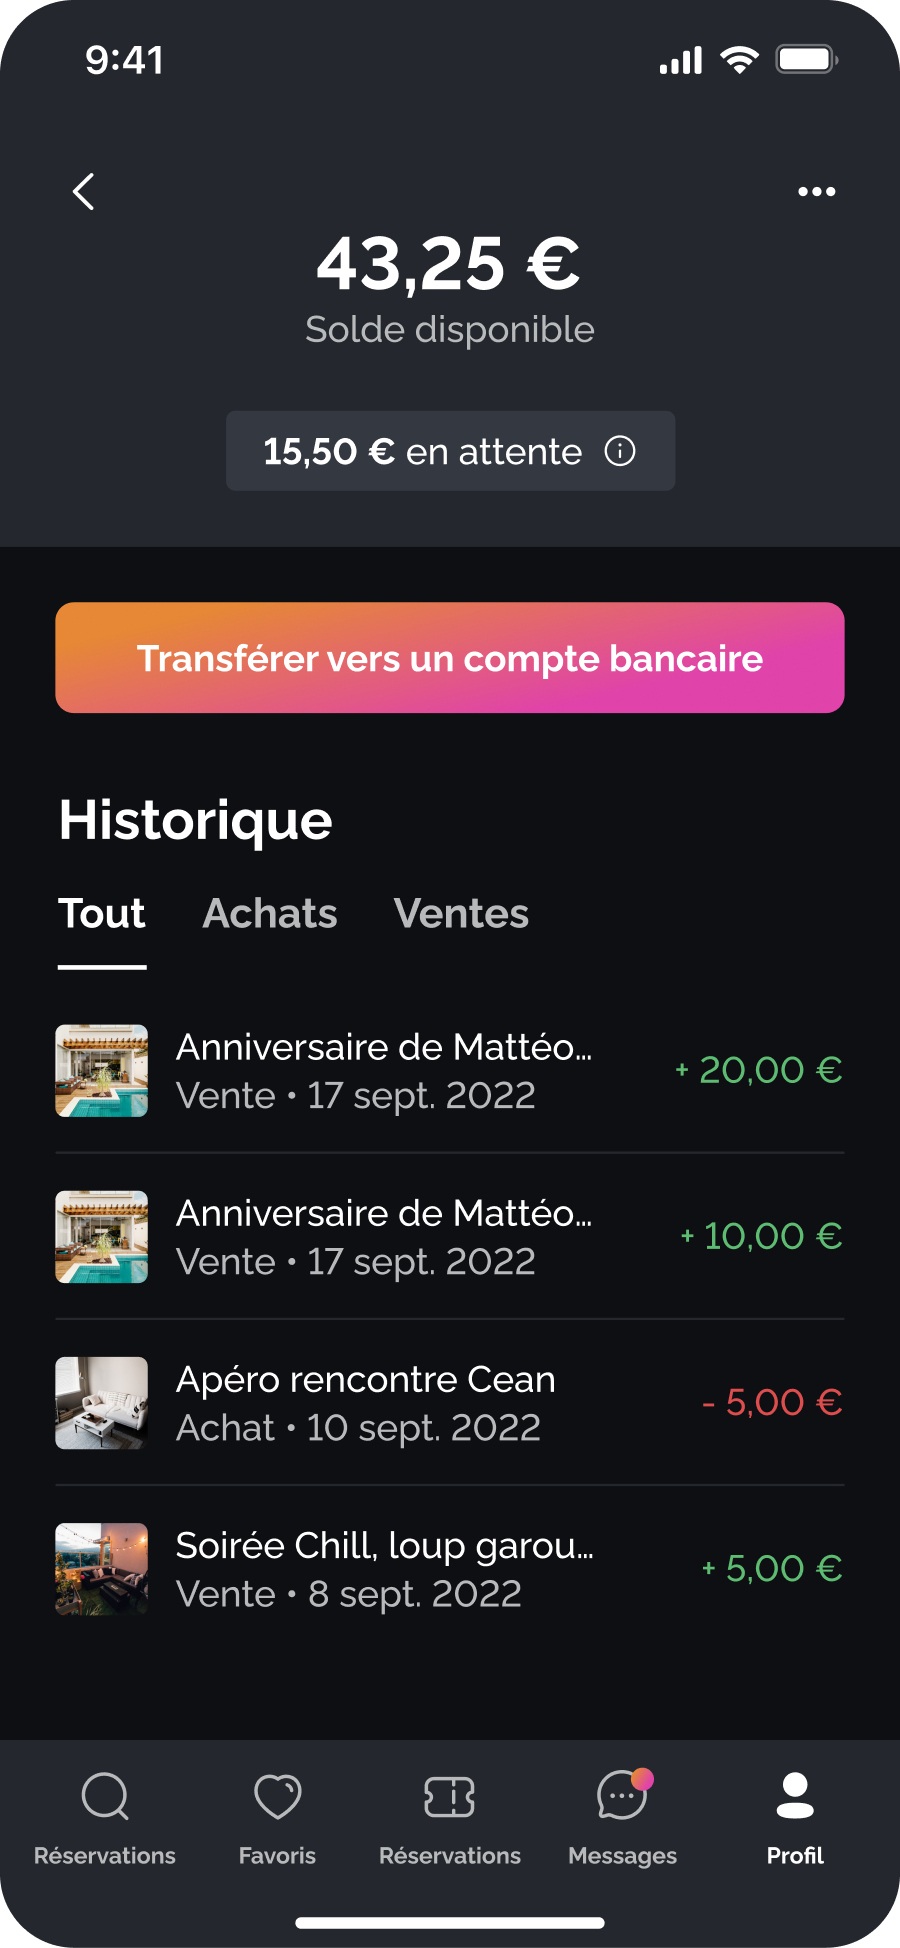 9:41
43,25 €
Solde disponible
15,50 € en attente
Transférer vers un compte bancaire
Historique
Tout Achats Ventes
Anniversaire de Mattéo...
Vente • 17 sept. 2022
+ 20,00 €
Anniversaire de Mattéo...
Vente • 17 sept. 2022
+ 10,00 €
Apéro rencontre Cean
Achat • 10 sept. 2022
- 5,00 €
Soirée Chill, loup garou...
Vente • 8 sept. 2022
+ 5,00 €
Réservations Favoris Réservations Messages Profil